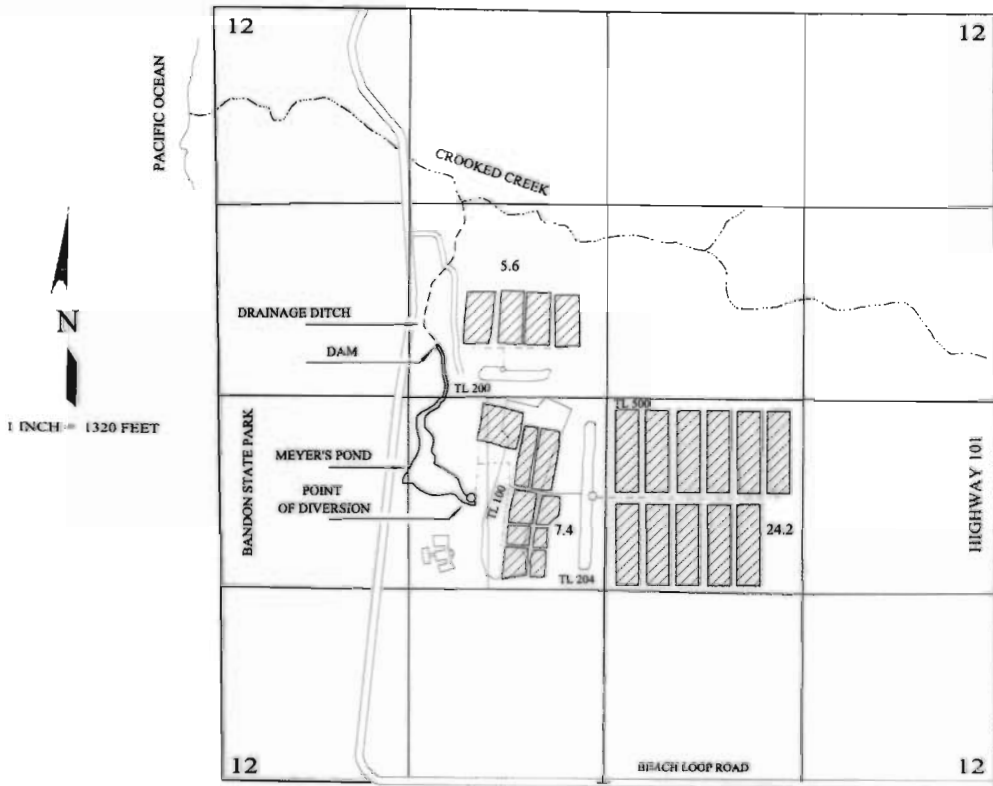 12
12
PACIFIC OCEAN
CROOKED CREEK
5.6
N
DRAINAGE DITCH
DAM
TL 200
TL 500
1 INCH = 1320 FEET
BANDON STATE PARK
MEYER'S POND
POINT
OF DIVERSION
TL 100
7.4
24.2
HIGHWAY 101
TL 204
12
BEACH LOOP ROAD
12